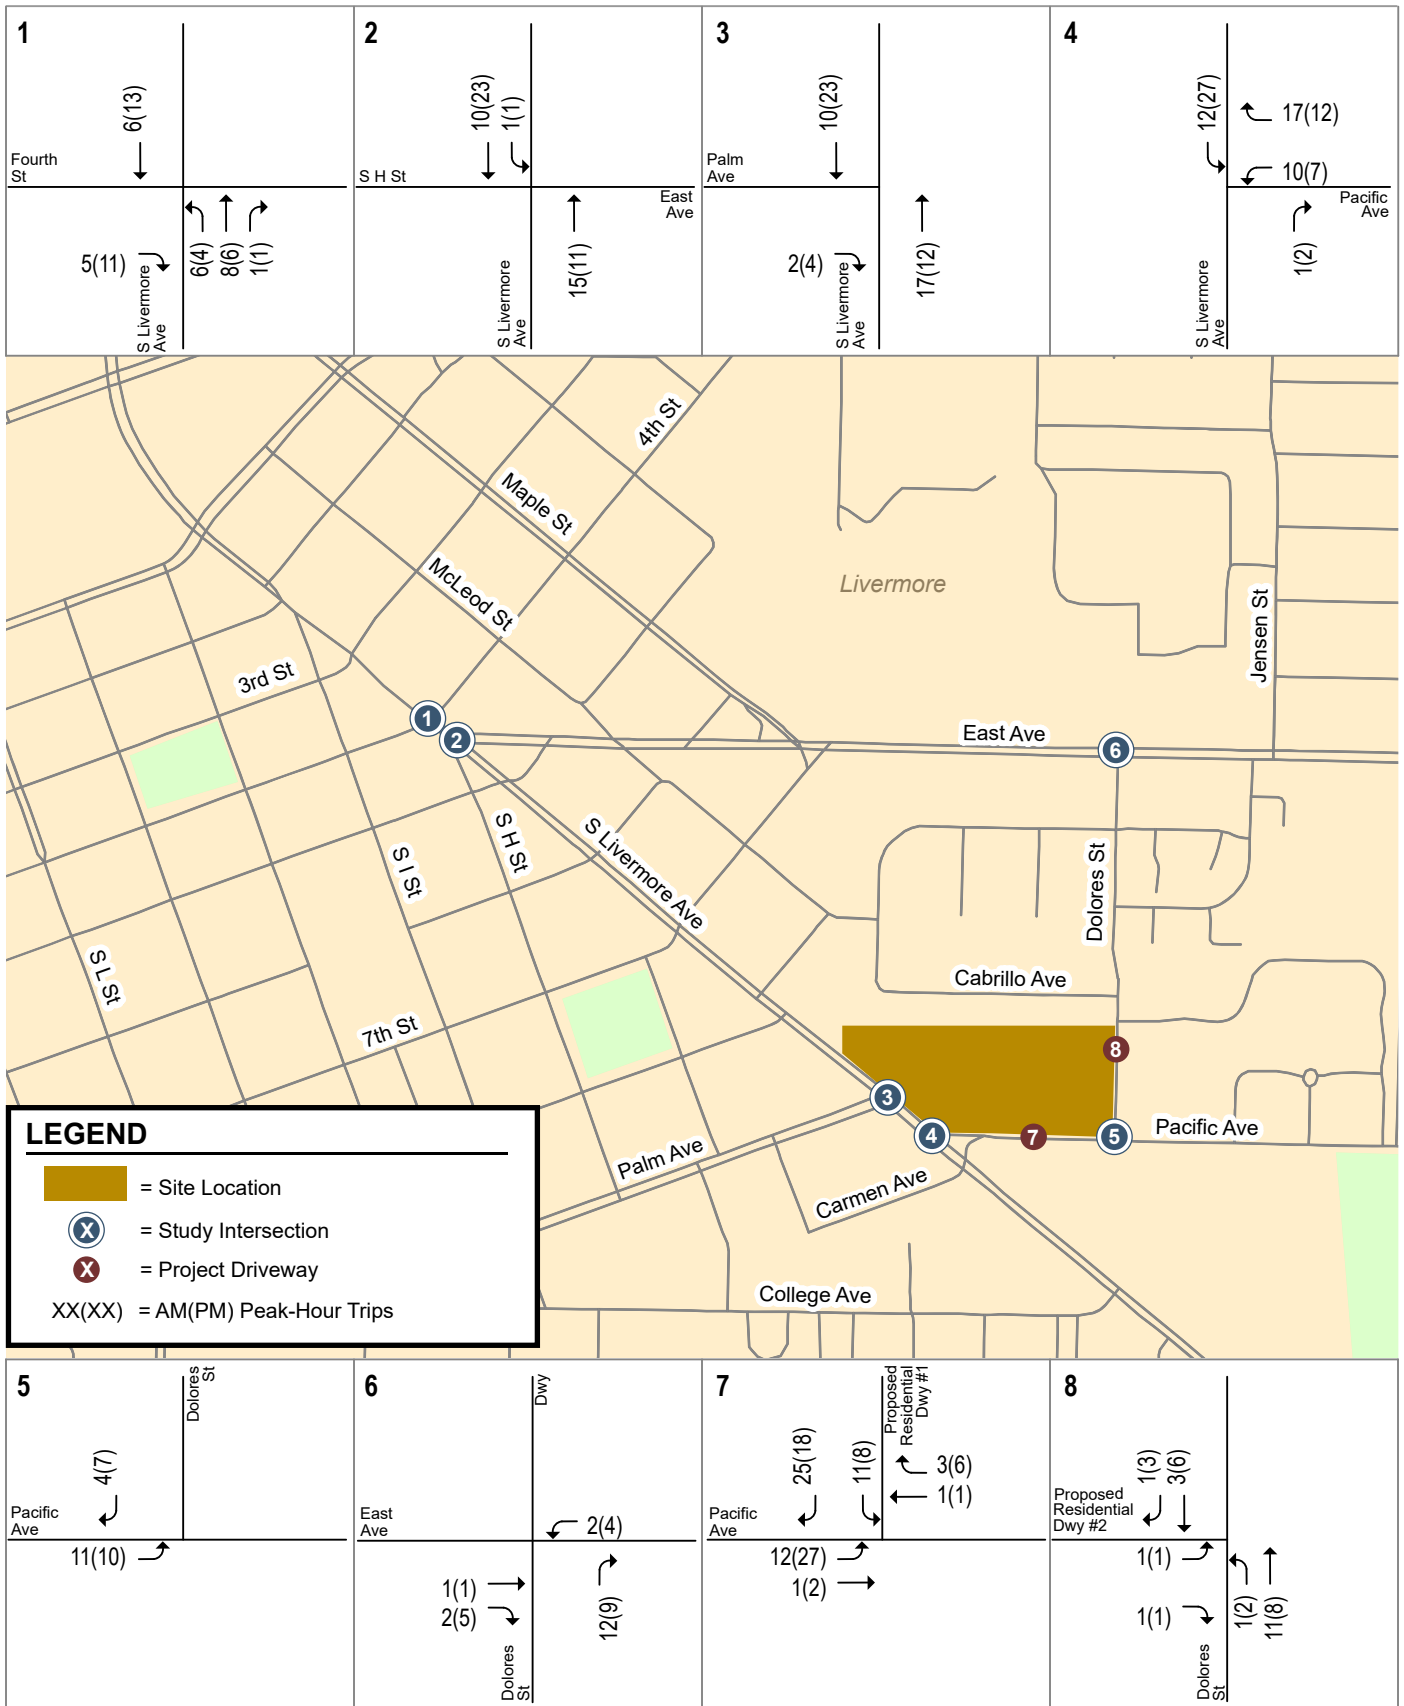 1
6(13)
Fourth
St
5(11)
6(4)
8(6)
1(1)
S Livermore
Ave
2
10(23)
1(1)
S H St
East
Ave
15(11)
S Livermore
Ave
3
10(23)
Palm
Ave
2(4)
17(12)
S Livermore
Ave
4
12(27)
17(12)
10(7)
Pacific
Ave
1(2)
S Livermore
Ave
4th St
Maple St
McLeod St
Livermore
Jensen St
3rd St
1
2
East Ave
6
S H St
S Livermore Ave
S I St
Dolores St
S L St
Cabrillo Ave
7th St
8
3
4
7
5
Pacific Ave
Palm Ave
Carmen Ave
College Ave
LEGEND
= Site Location
X = Study Intersection
X = Project Driveway
XX(XX) = AM(PM) Peak-Hour Trips
5
Dolores
St
4(7)
Pacific
Ave
11(10)
6
Dwy
East
Ave
2(4)
1(1)
2(5)
12(9)
Dolores
St
7
Proposed
Residential
Dwy #1
25(18)
11(8)
3(6)
1(1)
Pacific
Ave
12(27)
1(2)
8
1(3)
3(6)
Proposed
Residential
Dwy #2
1(1)
1(1)
1(2)
11(8)
Dolores
St